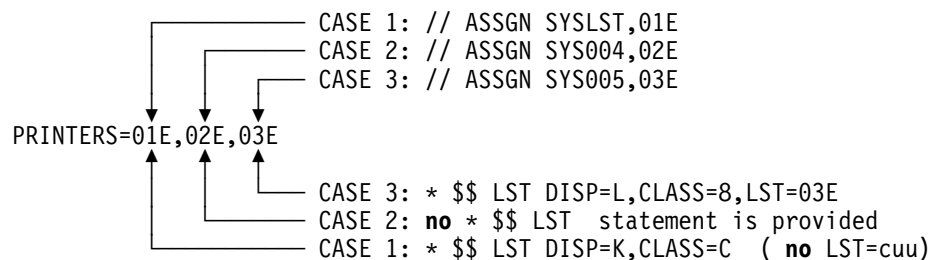 CASE 1: // ASSGN SYSLST,01E
CASE 2: // ASSGN SYS004,02E
CASE 3: // ASSGN SYS005,03E
PRINTERS=01E,02E,03E
CASE 3: * $$ LST DISP=L,CLASS=8,LST=03E
CASE 2: no * $$ LST  statement is provided
CASE 1: * $$ LST DISP=K,CLASS=C  ( no LST=cuu)